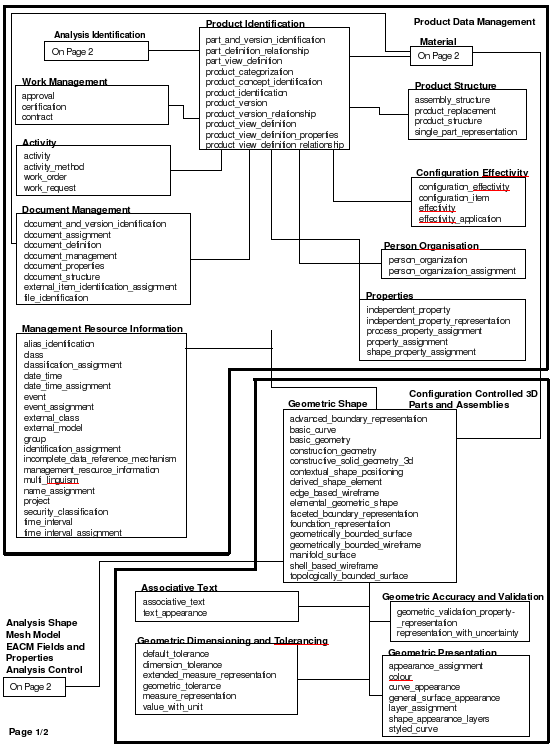 Product Data Management
Analysis Identification
On Page 2
Product Identification
part_and_version_identification
part_definition_relationship
part_view_definition
product_categorization
product_concept_identification
product_identification
product_version
product_version_relationship
product_view_definition
product_view_definition_properties
product_view_definition_relationship
Material
On Page 2
Work Management
approval
certification
contract
Product Structure
assembly_structure
product_replacement
product_structure
single_part_representation
Activity
activity
activity_method
work_order
work_request
Configuration Effectivity
configuration_effectivity
configuration_item
effectivity
effectivity_application
Document Management
document_and_version_identification
document_assignment
document_definition
document_management
document_properties
document_structure
external_item_identification_assignment
file_identification
Person Organisation
person_organization
person_organization_assignment
Properties
independent_property
independent_property_representation
process_property_assignment
property_assignment
shape_property_assignment
Management Resource Information
alias_identification
class
classification_assignment
date_time
date_time_assignment
event
event_assignment
external_class
external_model
group
identification_assignment
incomplete_data_reference_mechanism
management_resource_information
multi_linguism
name_assignment
project
security_classification
time_interval
time_interval_assignment
Configuration Controlled 3D
Parts and Assemblies
Geometric Shape
advanced_boundary_representation
basic_curve
basic_geometry
construction_geometry
constructive_solid_geometry_3d
contextual_shape_positioning
derived_shape_element
edge_based_wireframe
elemental_geometric_shape
faceted_boundary_representation
foundation_representation
geometrically_bounded_surface
geometrically_bounded_wireframe
manifold_surface
shell_based_wireframe
topologically_bounded_surface
Associative Text
associative_text
text_appearance
Geometric Accuracy and Validation
geometric_validation_property-
_representation
representation_with_uncertainty
Geometric Dimensioning and Tolerancing
default_tolerance
dimension_tolerance
extended_measure_representation
geometric_tolerance
measure_representation
value_with_unit
Geometric Presentation
appearance_assignment
colour
curve_appearance
general_surface_appearance
layer_assignment
shape_appearance_layers
styled_curve
Analysis Shape
Mesh Model
EACM Fields and
Properties
Analysis Control
On Page 2
Page 1/2